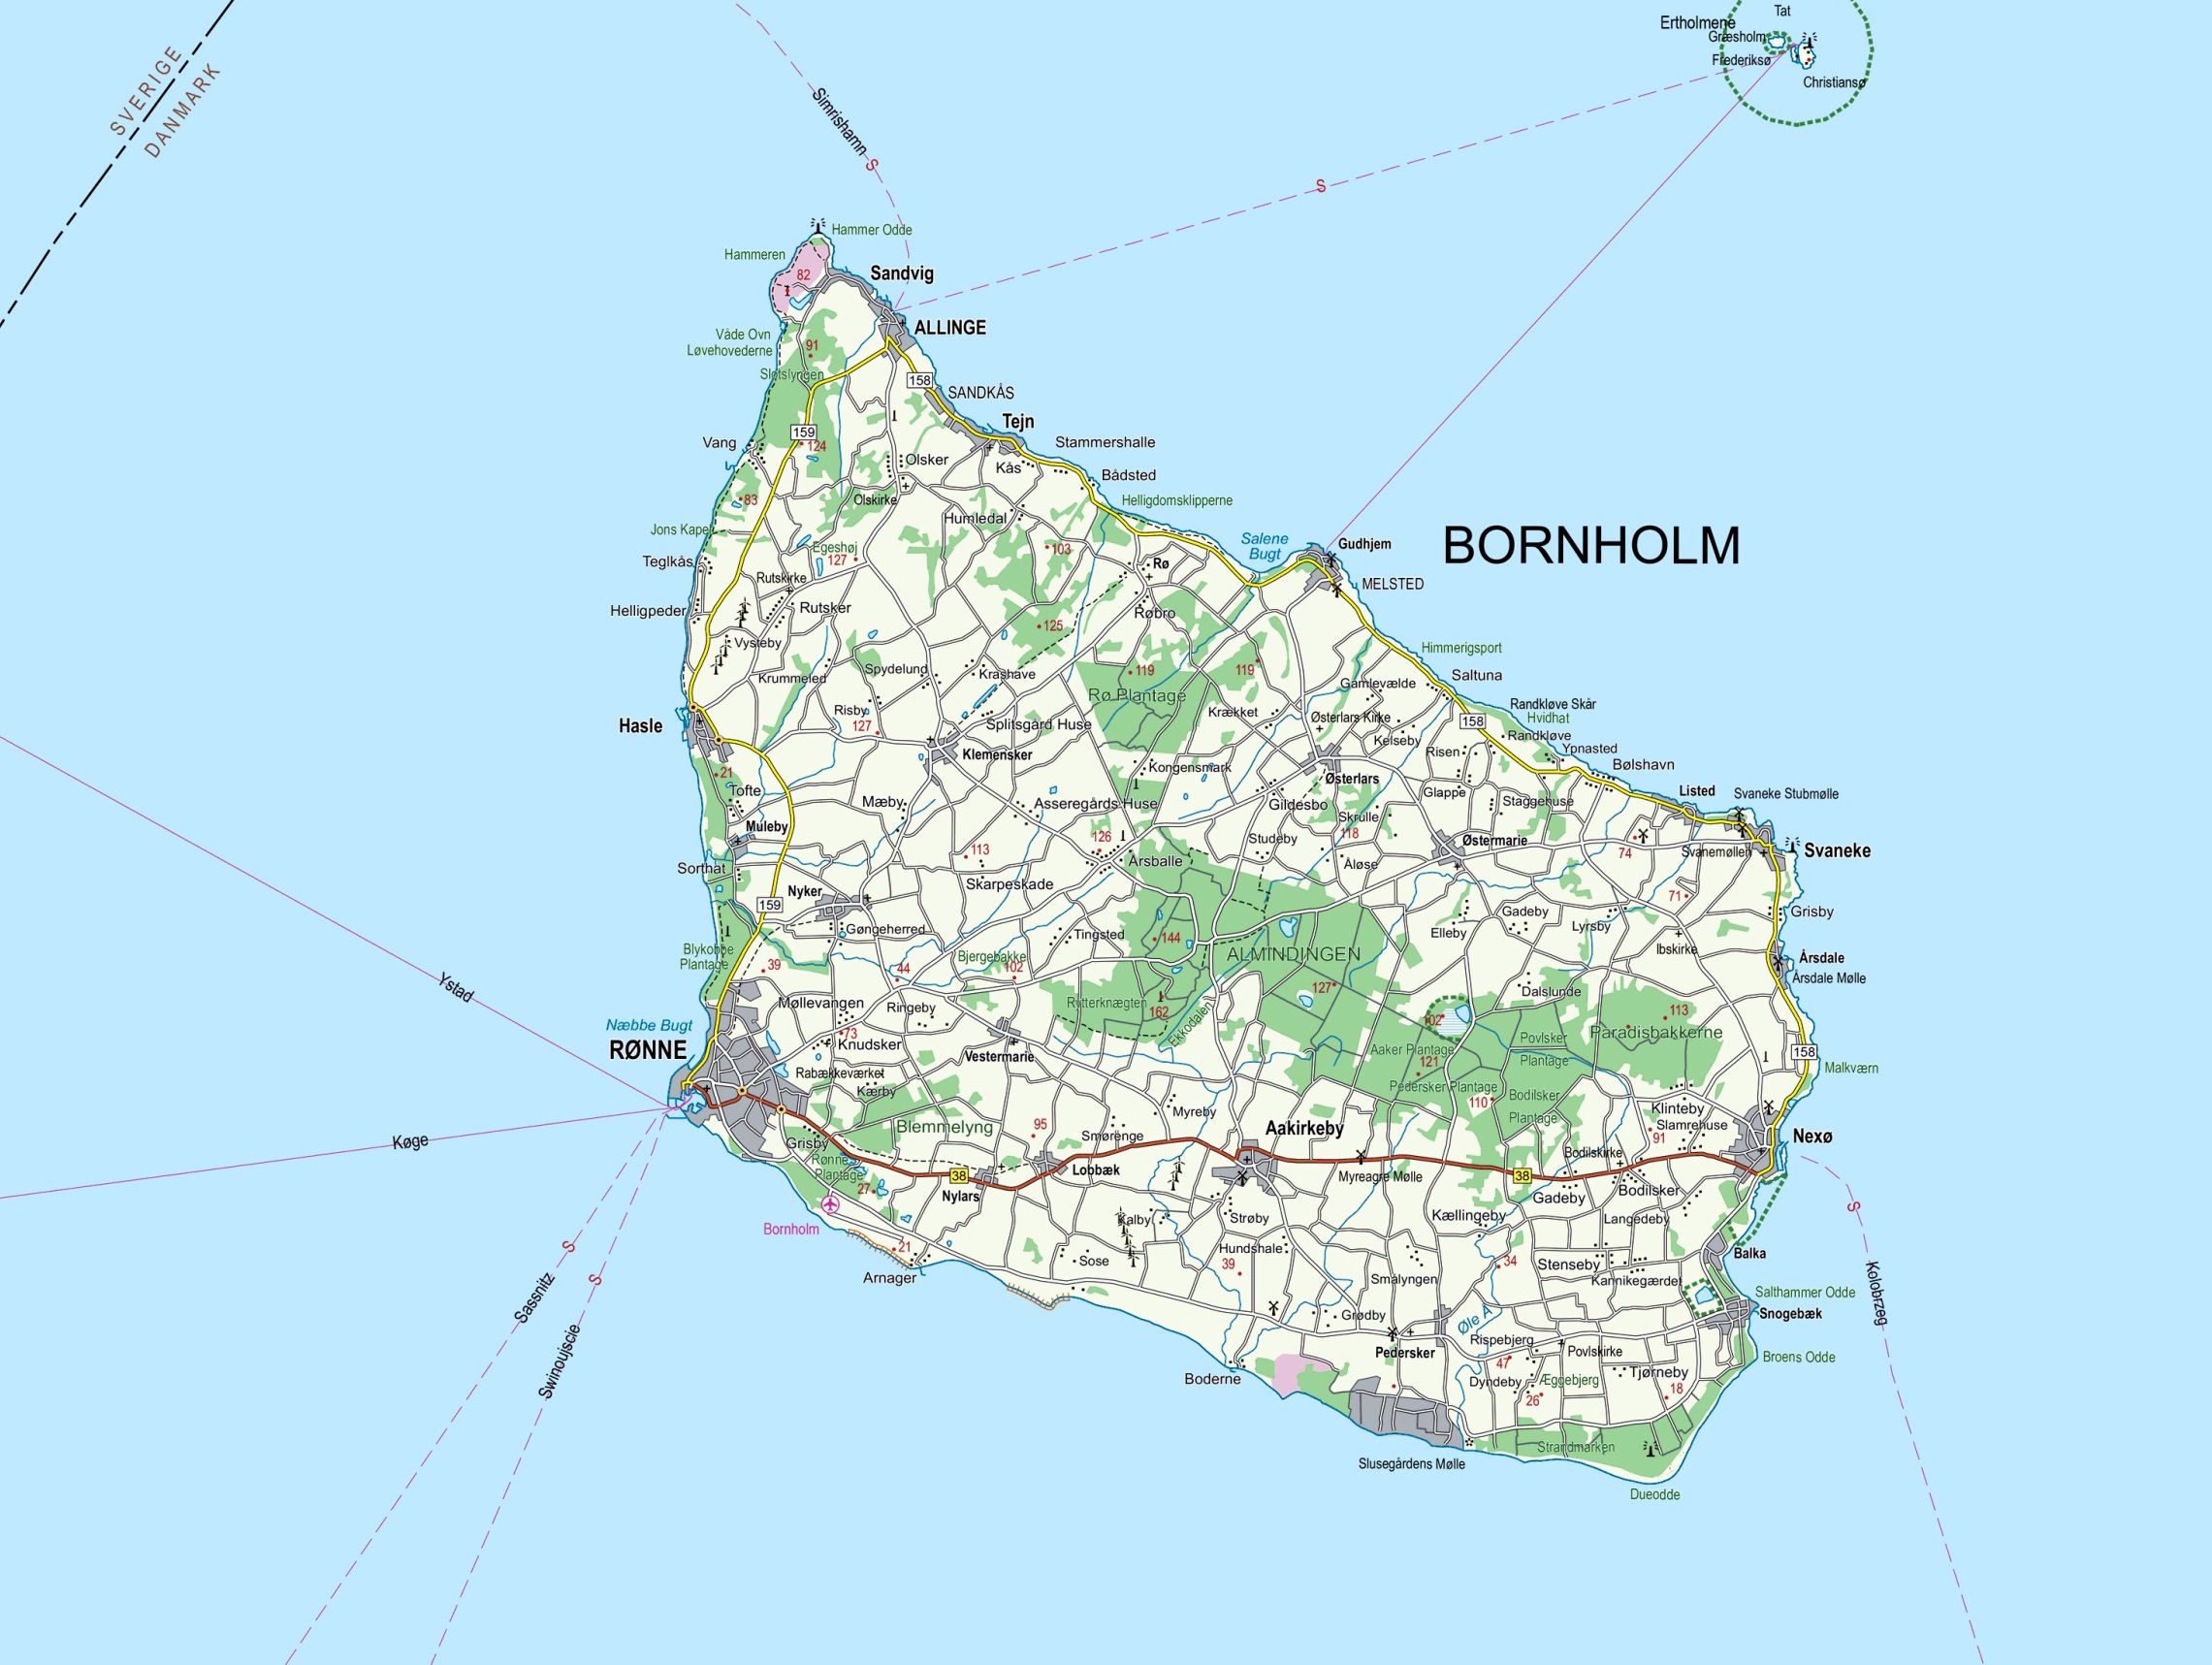 Tat
Ertholmene
Græsholm
Frederiksø
Christiansø
SVERIGE
DANMARK
Simrishamn
S
S
Hammer Odde
Hammeren
82
Sandvig
ALLINGE
Våde Ovn
Løvehovederne
91
Slotslyngen
158
SANDKÅS
Tejn
159
124
Vang
Stammershalle
Olsker
Kås
Bådsted
83
Olskirke
Helligdomsklipperne
Humledal
Jons Kapel
BORNHOLM
Salene
Bugt
Gudhjem
Egeshøj
127
103
Teglkås
Rø
Rutskirke
MELSTED
Helligpeder
Rutsker
Røbro
125
Vysteby
Himmerigsport
Spydelund
Krashave
119
119
Saltuna
Krummeled
Gamlevælde
Rø Plantage
Randkløve Skår
Hvidhat
Risby
127
Krækket
Østerlars Kirke
158
Hasle
Splitsgård Huse
Kelseby
Randkløve
Klemensker
Risen
Ypnasted
Bølshavn
21
Kongensmark
Østerlars
Tofte
Glappe
Listed
Svaneke Stubmølle
Mæby
Asseregårds-Huse
Gildesbo
Staggehuse
Skrulle
Muleby
126
Studeby
118
Østermarie
74
Svanemøllen
Svaneke
113
Årsballe
Åløse
Sorthat
Skarpeskade
Nyker
71
159
Gadeby
Grisby
Gøngeherred
Tingsted
144
Elleby
Lyrsby
Blykobbe
Plantage
Bjergebakke
ALMINDINGEN
Ibskirke
39
44
102
Årsdale
Årsdale Mølle
Ystad
Møllevangen
Ringeby
Rytterknægten
162
127
Dalslunde
Ekkodalen
102
113
Næbbe Bugt
73
Paradisbakkerne
RØNNE
Knudsker
Vestermarie
Povlsker
Plantage
Aaker Plantage
121
158
Rabækkeværket
Malkværn
Kærby
Pedersker Plantage
Bodilsker
Plantage
110
Myreby
Klinteby
Blemmelyng
95
Aakirkeby
Slamrehuse
91
Nexø
Køge
Grisby
Smørenge
Rønne
Plantage
Bodilskirke
38
Lobbæk
Myreagre Mølle
38
27
Nylars
Gadeby
Bodilsker
S
Bornholm
Kalby
Strøby
Kællingeby
Langedeby
S
21
Hundshale
Balka
Sose
39
34
Stenseby
S
Arnager
Smålyngen
Kannikegærdet
Sassnitz
Salthammer Odde
Kolobrzeg
Grødby
Øle Å
Snogebæk
Rispebjerg
Swinoujscie
Pedersker
Povlskirke
Broens Odde
47
Boderne
Dyndeby
Æggebjerg
Tjørneby
26
18
Strandmarken
Slusegårdens Mølle
Dueodde